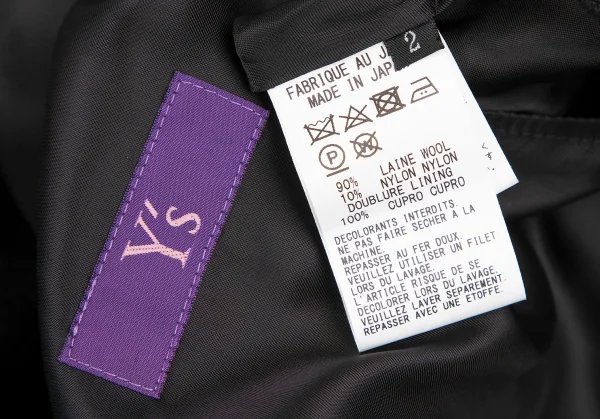 Y's
2
FABRIQUE AU
MADE IN JAP
P
W
90% LAINE WOOL
10% NYLON NYLON
DOUBLURE LINING
100% CUPRO CUPRO
DECOLORANTS INTERDITS.
NE PAS FAIRE SECHER A LA
MACHINE.
REPASSER AU FER DOUX.
VEUILLEZ UTILISER UN FILET
LORS DU LAVAGE.
L'ARTICLE RISQUE DE SE
DECOLORER LORS DU LAVAGE.
VEUILLEZ LAVER SEPAREMENT.
REPASSER AVEC UNE ETOFFE.